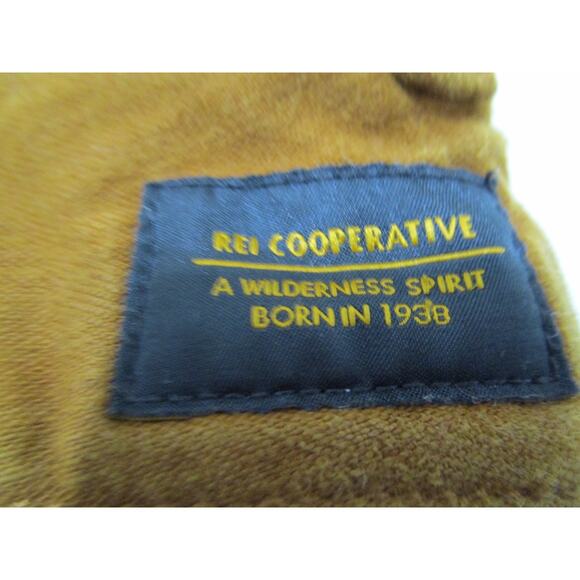 REI COOPERATIVE
A WILDERNESS SPIRIT
BORN IN 1938